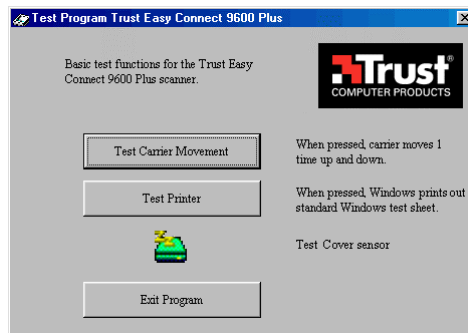 Test Program Trust Easy Connect 9600 Plus
Basic test functions for the Trust Easy
Connect 9600 Plus scanner.
Trust
COMPUTER PRODUCTS
Test Carrier Movement
When pressed, carrier moves 1
time up and down.
Test Printer
When pressed, Windows prints out
standard Windows test sheet.
Test Cover sensor
Exit Program